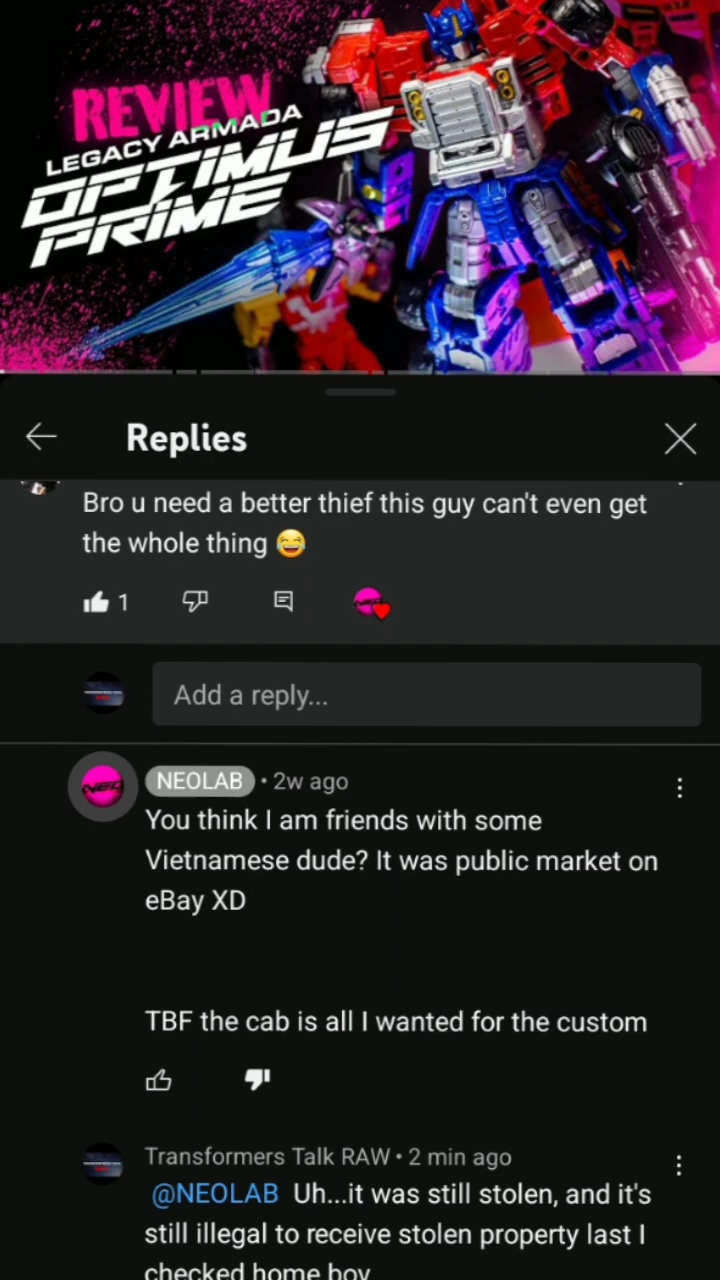 REVIEW
LEGACY ARMADA
OPTIMUS
PRIME
Replies
Bro u need a better thief this guy can't even get
the whole thing 😂
1
Add a reply...
NEOLAB • 2w ago
You think I am friends with some
Vietnamese dude? It was public market on
eBay XD
TBF the cab is all I wanted for the custom
Transformers Talk RAW • 2 min ago
@NEOLAB Uh...it was still stolen, and it's
still illegal to receive stolen property last I
checked home boy